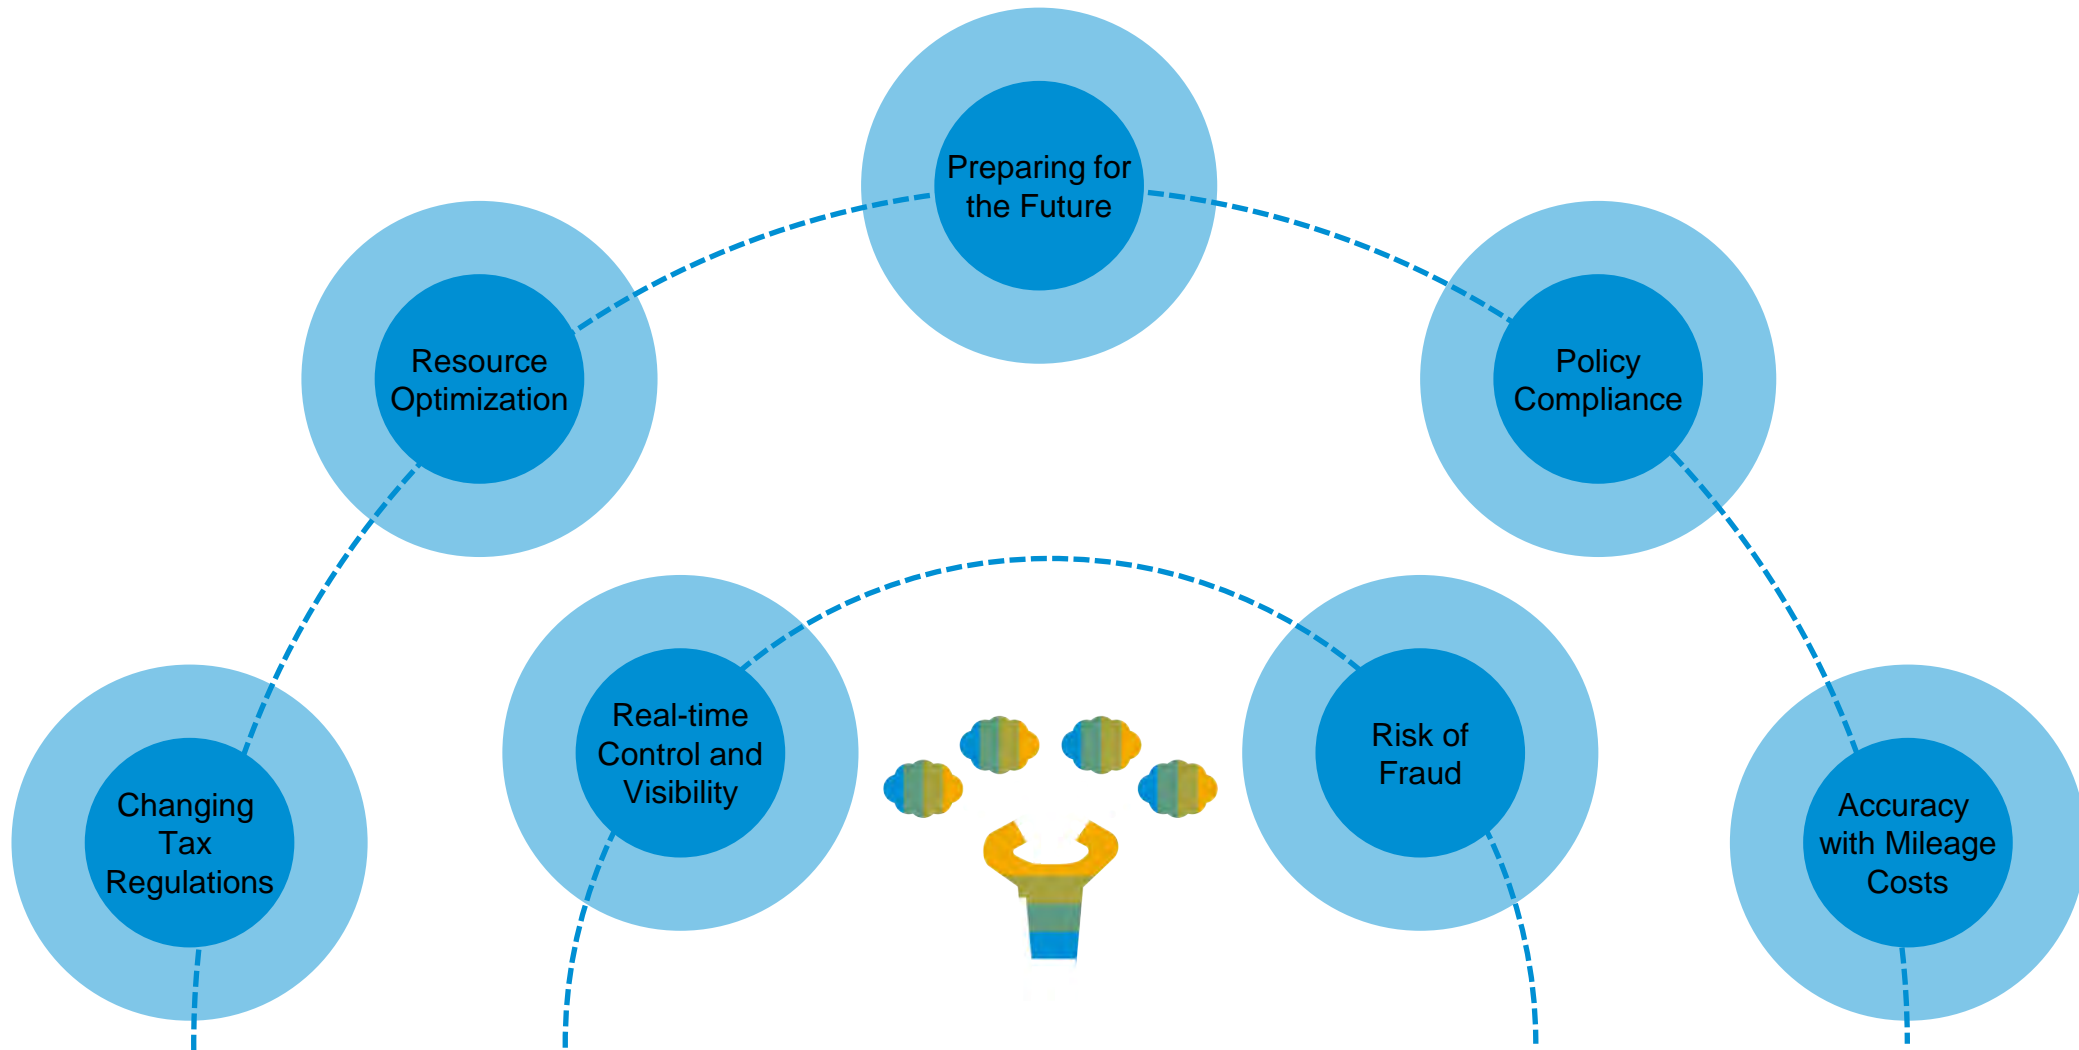 Preparing for
the Future
Resource
Optimization
Policy
Compliance
Real-time
Control and
Visibility
Risk of
Fraud
Changing
Tax
Regulations
Accuracy
with Mileage
Costs